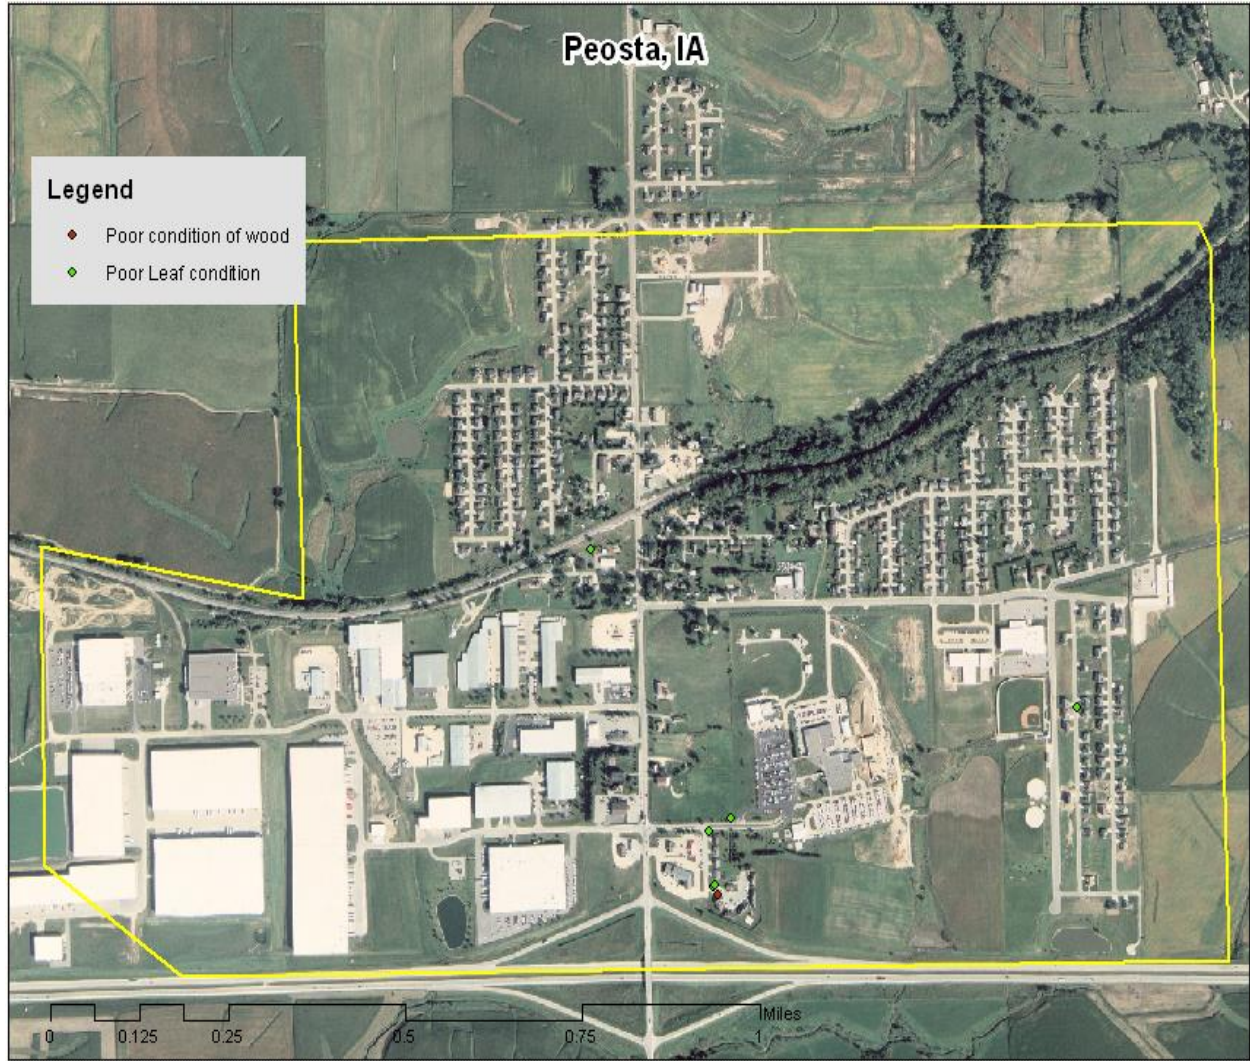 Peosta, IA
Legend
Poor condition of wood
Poor Leaf condition
Miles
0 0.125 0.25 0.5 0.75 1